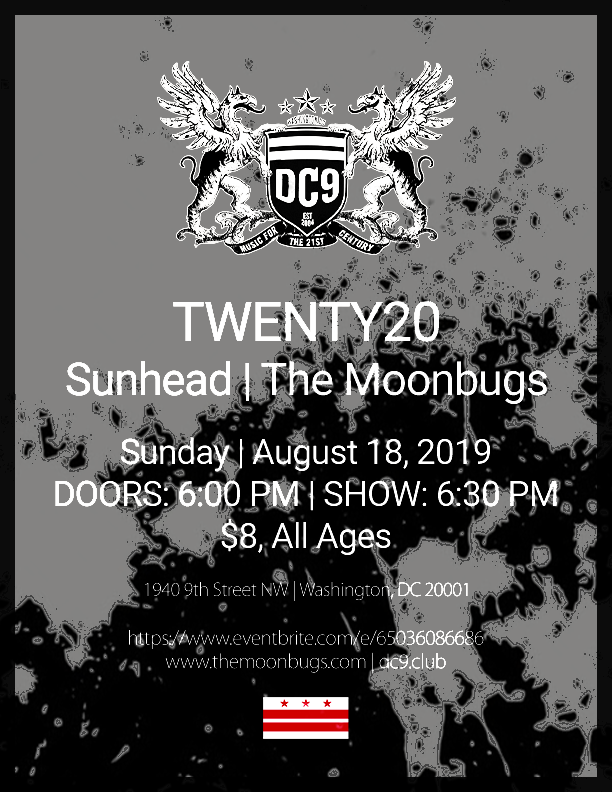 DC9
EST
2004
MUSIC FOR THE 21ST CENTURY
TWENTY20
Sunhead | The Moonbugs
Sunday | August 18, 2019
DOORS: 6:00 PM | SHOW: 6:30 PM
$8, All Ages
1940 9th Street NW | Washington, DC 20001
https://www.eventbrite.com/e/65036086686
www.themoonbugs.com | dc9.club